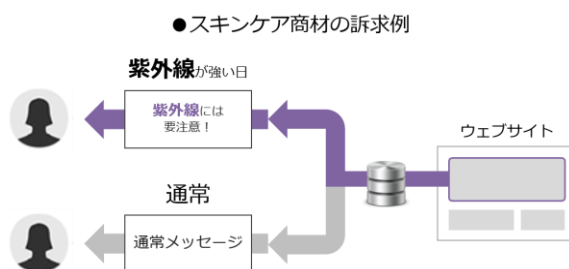 ●スキンケア商材の訴求例
紫外線が強い日
紫外線には
要注意！
ウェブサイト
通常
通常メッセージ